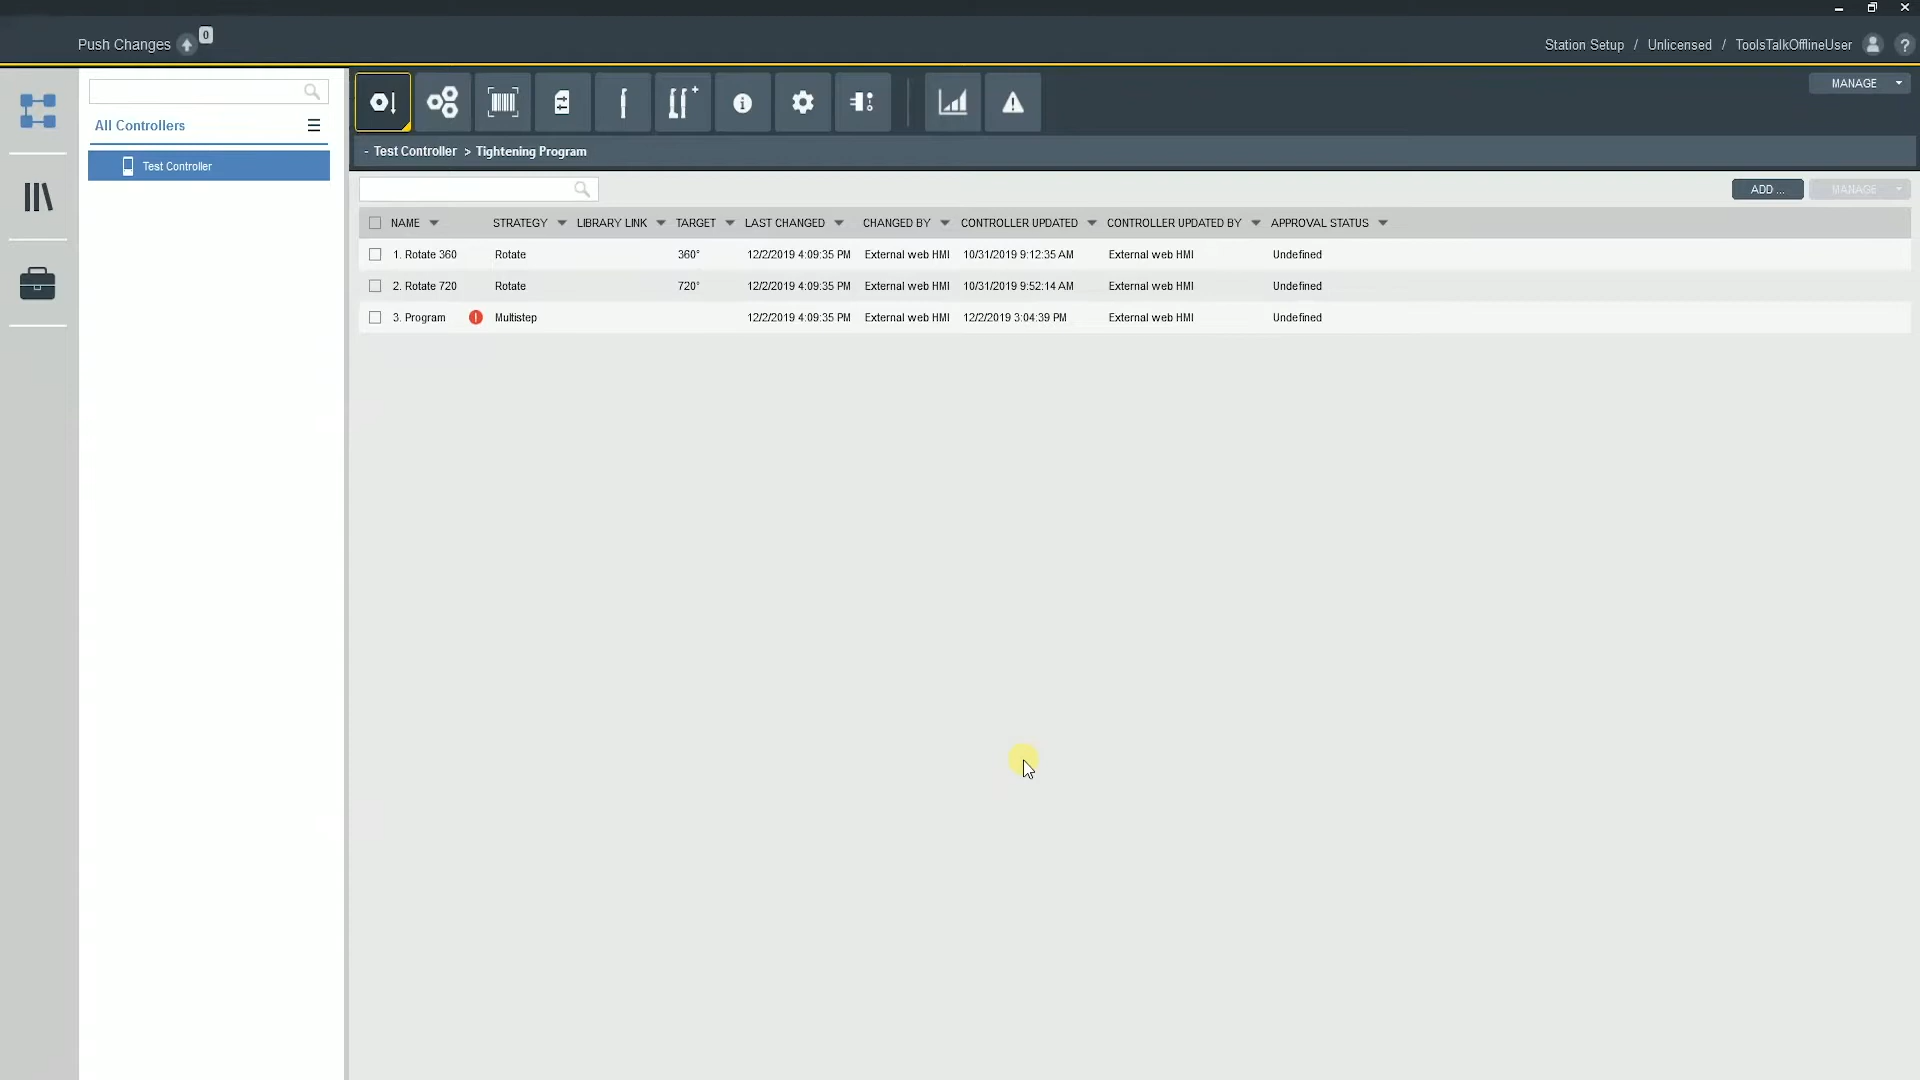 Push Changes 0
Station Setup / Unlicensed / ToolsTalkOfflineUser ?
MANAGE
All Controllers
Test Controller
- Test Controller > Tightening Program
ADD ... MANAGE
NAME STRATEGY LIBRARY LINK TARGET LAST CHANGED CHANGED BY CONTROLLER UPDATED CONTROLLER UPDATED BY APPROVAL STATUS
1. Rotate 360 Rotate 360° 12/2/2019 4:09:35 PM External web HMI 10/31/2019 9:12:35 AM External web HMI Undefined
2. Rotate 720 Rotate 720° 12/2/2019 4:09:35 PM External web HMI 10/31/2019 9:52:14 AM External web HMI Undefined
3. Program ! Multistep 12/2/2019 4:09:35 PM External web HMI 12/2/2019 3:04:39 PM External web HMI Undefined